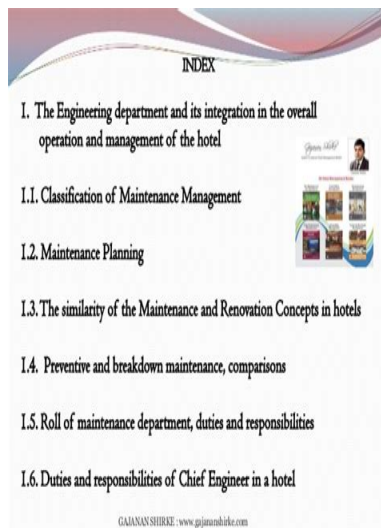 INDEX
I. The Engineering department and its integration in the overall
operation and management of the hotel
Gajanan Shirke
I.1. Classification of Maintenance Management
I.2. Maintenance Planning
I.3. The similarity of the Maintenance and Renovation Concepts in hotels
I.4. Preventive and breakdown maintenance, comparisons
I.5. Roll of maintenance department, duties and responsibilities
I.6. Duties and responsibilities of Chief Engineer in a hotel
GAJANAN SHIRKE : www.gajananshirke.com